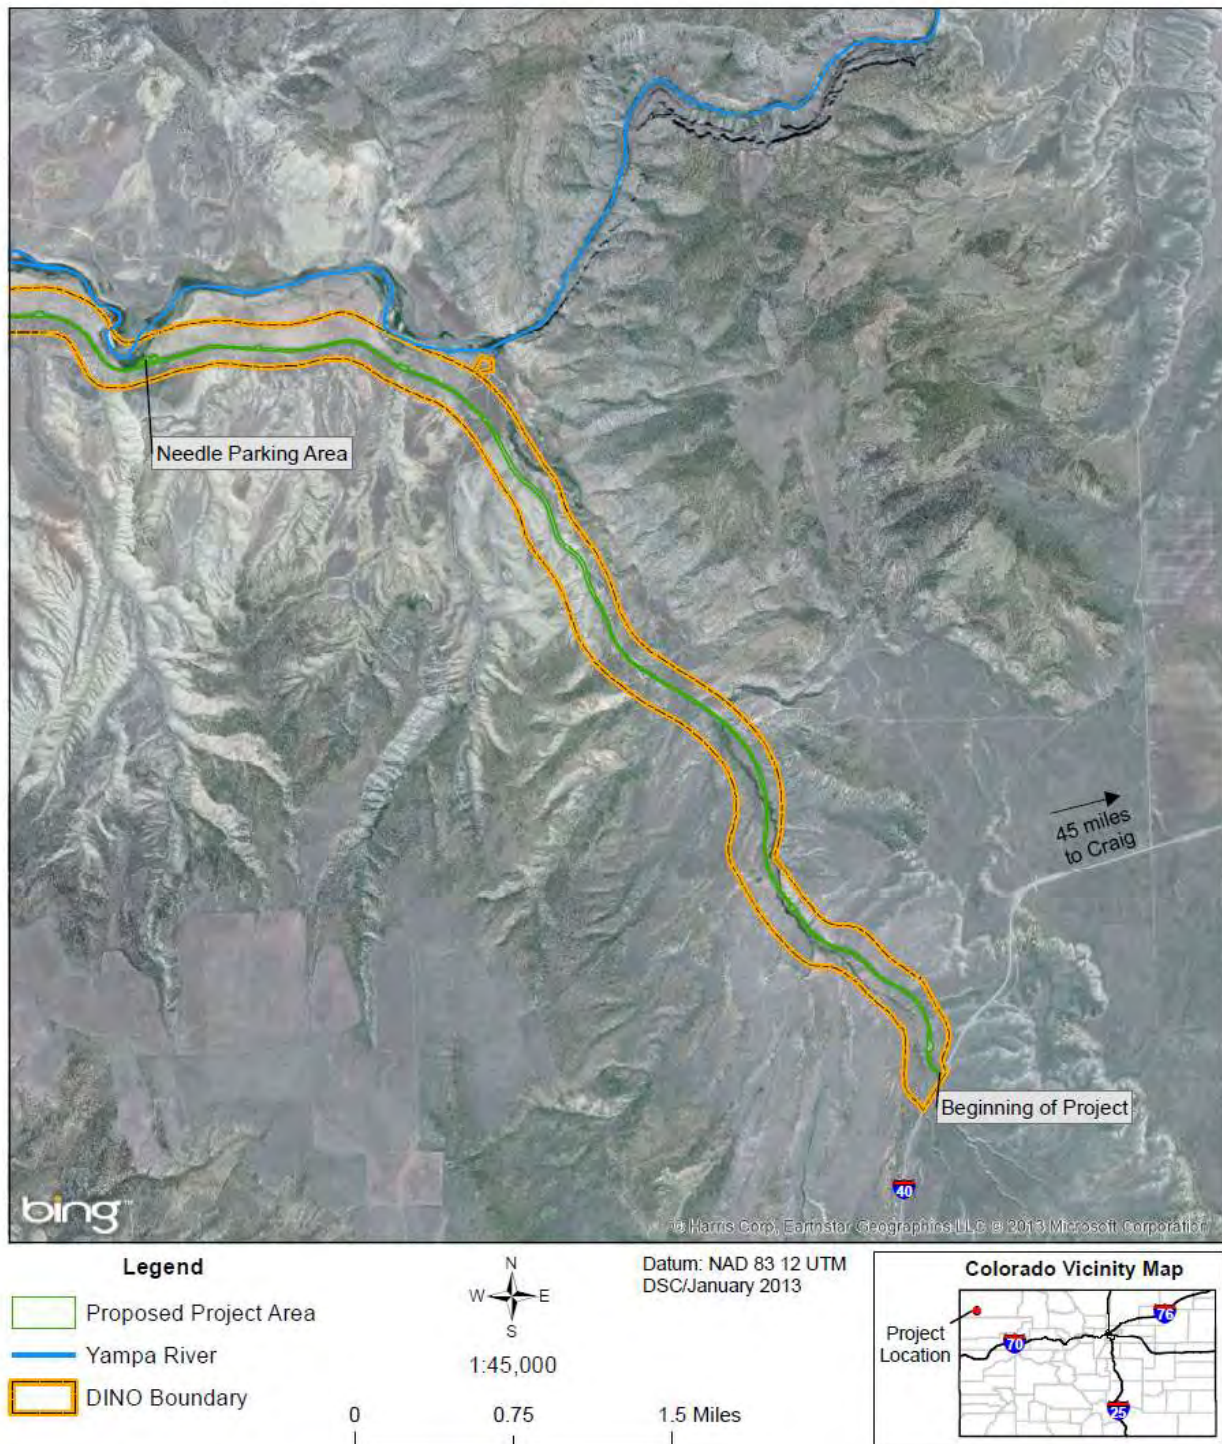 Needle Parking Area
45 miles
to Craig
Beginning of Project
40
bing™
© Harris Corp, Earthstar Geographics LLC © 2013 Microsoft Corporation
Legend
Proposed Project Area
Yampa River
DINO Boundary
N
W E
S
1:45,000
0 0.75 1.5 Miles
Datum: NAD 83 12 UTM
DSC/January 2013
Colorado Vicinity Map
Project
Location
70
76
25